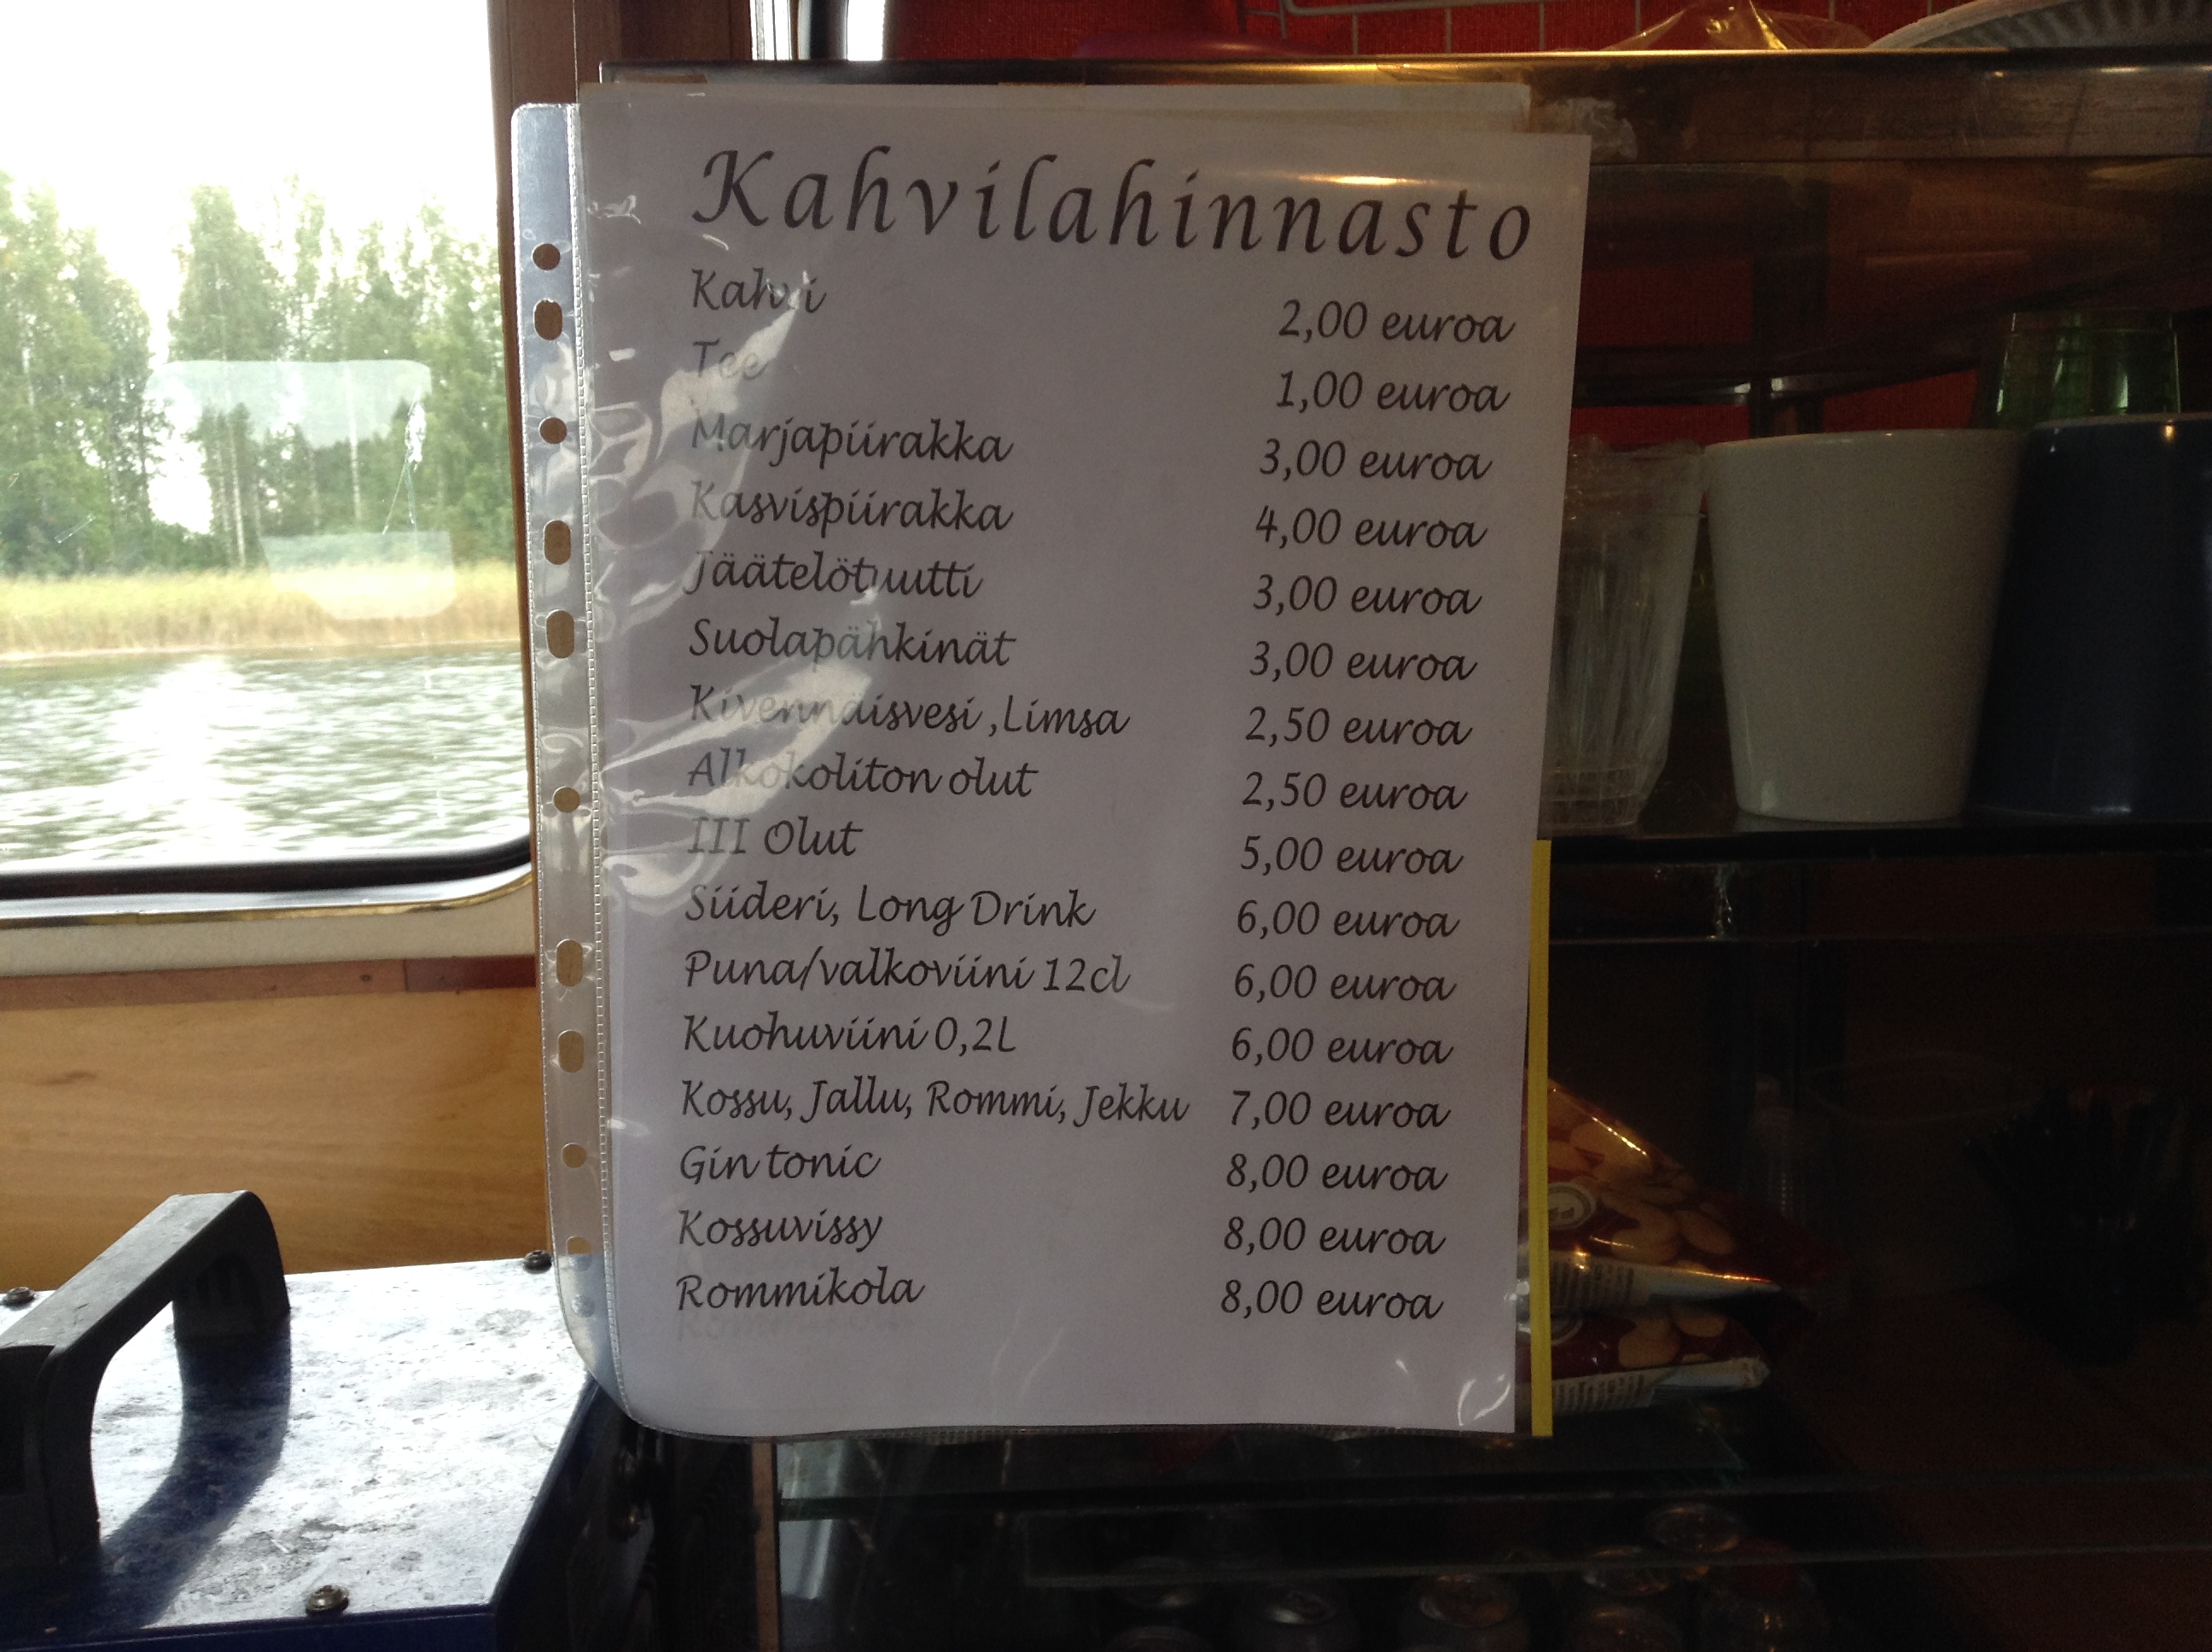 Kahvilahinnasto
Kahvi 2,00 euroa
Tee 1,00 euroa
Marjapiirakka 3,00 euroa
Kasvispiirakka 4,00 euroa
Jäätelötuutti 3,00 euroa
Suolapähkinät 3,00 euroa
Kivennäisvesi ,Limsa 2,50 euroa
Alkokoliton olut 2,50 euroa
III Olut 5,00 euroa
Siideri, Long Drink 6,00 euroa
Puna/valkoviini 12cl 6,00 euroa
Kuohuviini 0,2L 6,00 euroa
Kossu, Jallu, Rommi, Jekku 7,00 euroa
Gin tonic 8,00 euroa
Kossuvissy 8,00 euroa
Rommikola 8,00 euroa